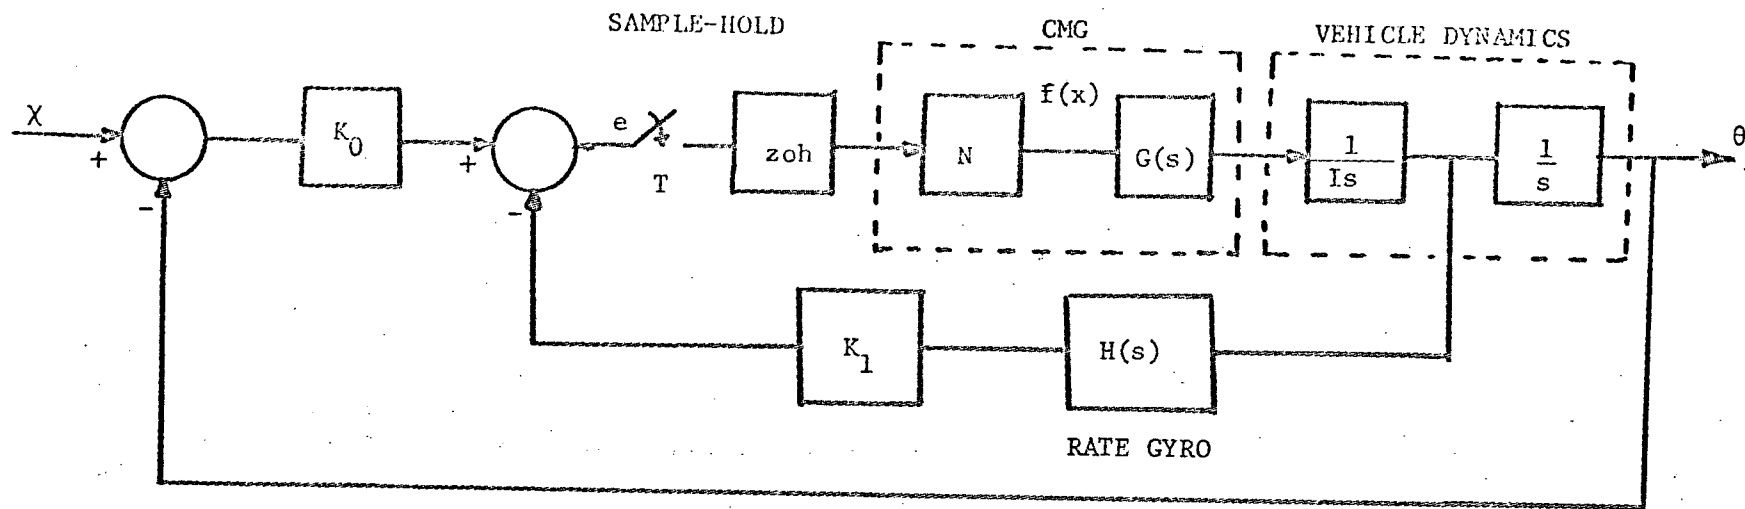 SAMPLE-HOLD
CMG
VEHICLE DYNAMICS
χ
+
-
K0
+
-
e
T
zoh
N
f(x)
G(s)
1
Is
1
s
θ
K1
H(s)
RATE GYRO